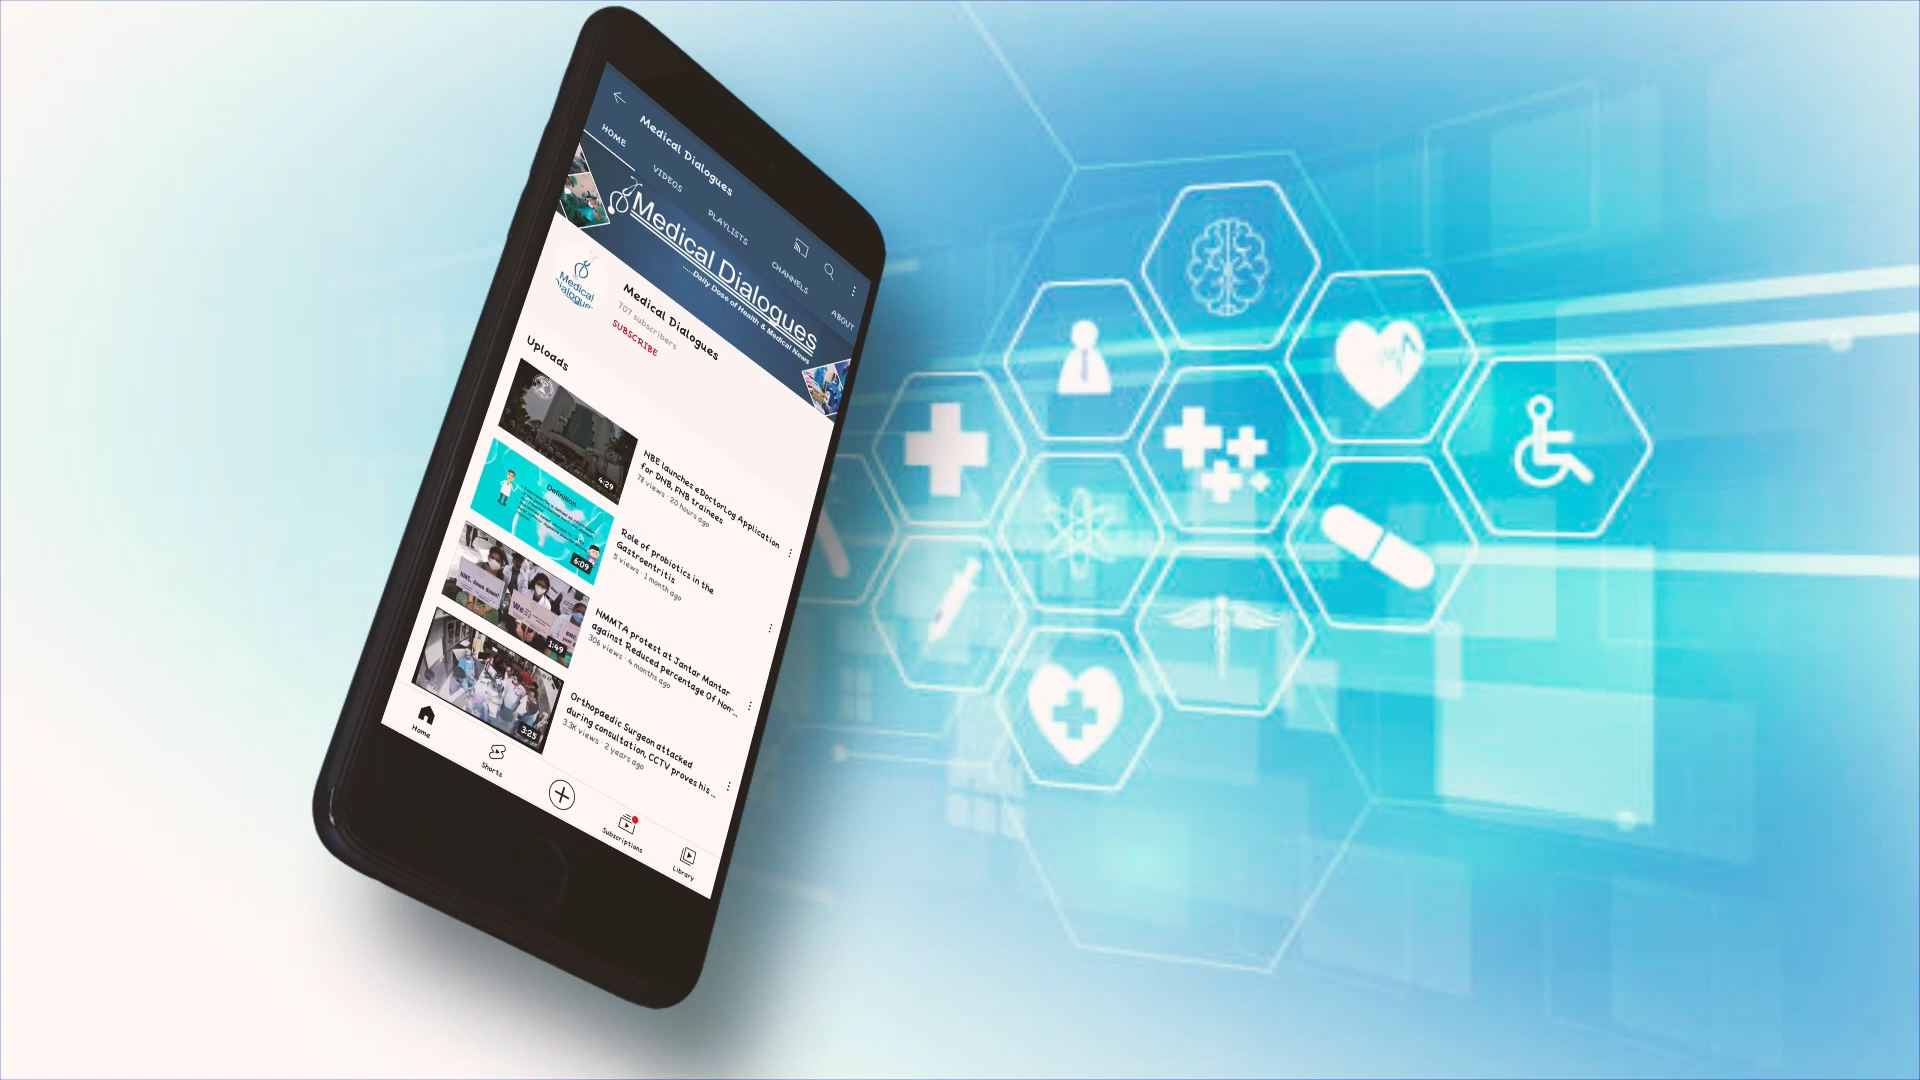 Medical Dialogues
HOME
VIDEOS
PLAYLISTS
CHANNELS
ABOUT
Medical Dialogues
.....Daily Dose of Health & Medical News
Medical
Medical Dialogues
707 subscribers
SUBSCRIBE
Uploads
4:29
NBE launches eDoctorLog Application
for DNB, FNB trainees
78 views · 20 hours ago
Definition
6:09
Role of probiotics in the
Gastroentritis
5 views · 1 month ago
1:49
NMMTA protest at Jantar Mantar
against 'Reduced percentage Of Non-...
306 views · 4 months ago
3:25
Orthopaedic Surgeon attacked
during consultation, CCTV proves his ...
3.3K views · 2 years ago
Home
Shorts
Subscriptions
Library